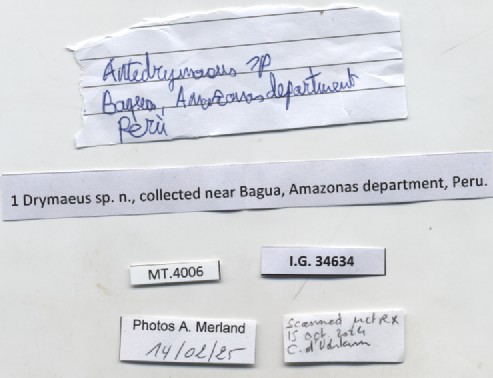 Antedrymaeus sp
Bagua, Amazonas department
Perù
1 Drymaeus sp. n., collected near Bagua, Amazonas department, Peru.
MT.4006
I.G. 34634
Photos A. Merland
14/02/25
Scanned
15 oct. 2024